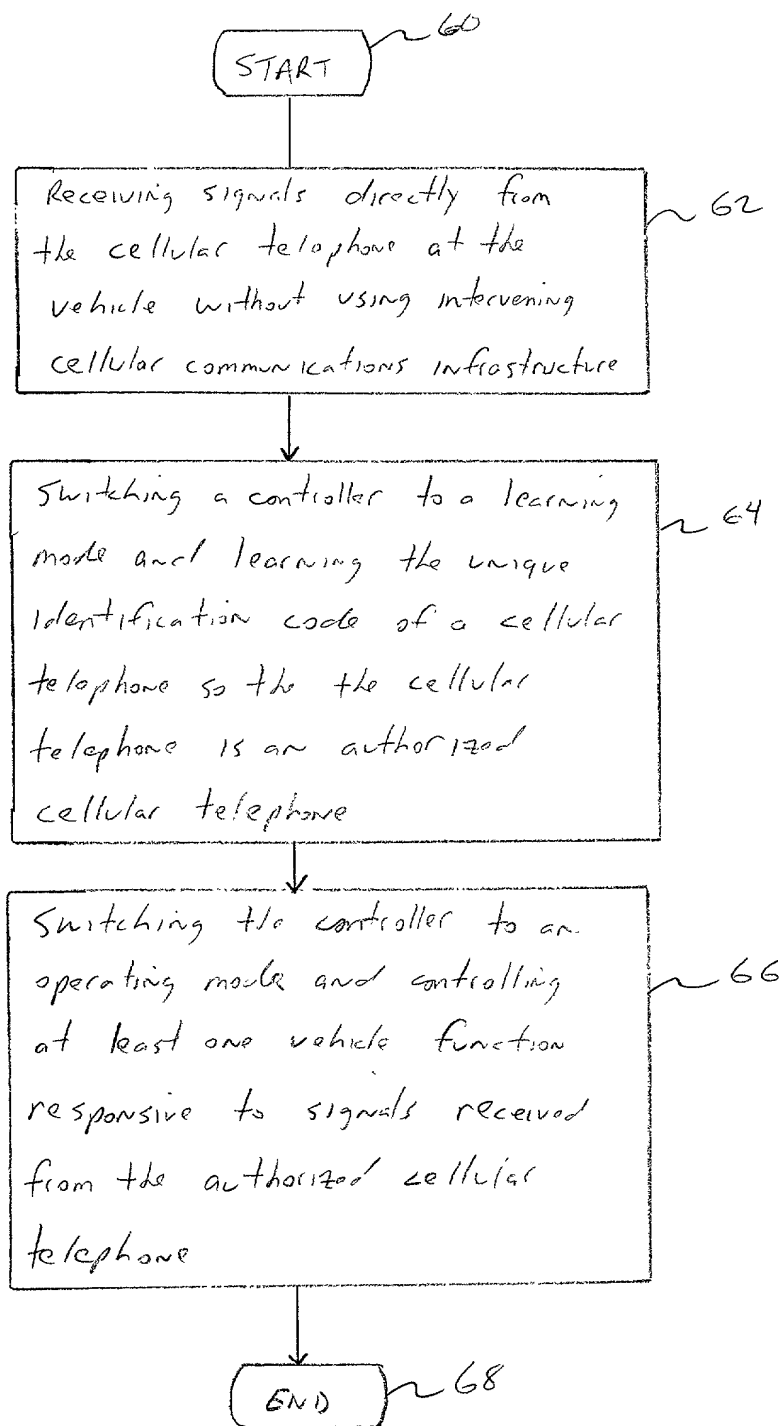 START
60
Receiving signals directly from
the cellular telephone at the
vehicle without using intervening
cellular communications infrastructure
62
Switching a controller to a learning
mode and learning the unique
identification code of a cellular
telephone so the the cellular
telephone is an authorized
cellular telephone
64
Switching the controller to an
operating mode and controlling
at least one vehicle function
responsive to signals received
from the authorized cellular
telephone
66
END
68